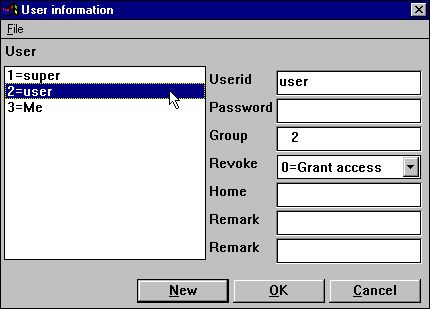 User information
File
User
1=super
2=user
3=Me
Userid user
Password
Group 2
Revoke 0=Grant access
Home
Remark
Remark
New OK Cancel